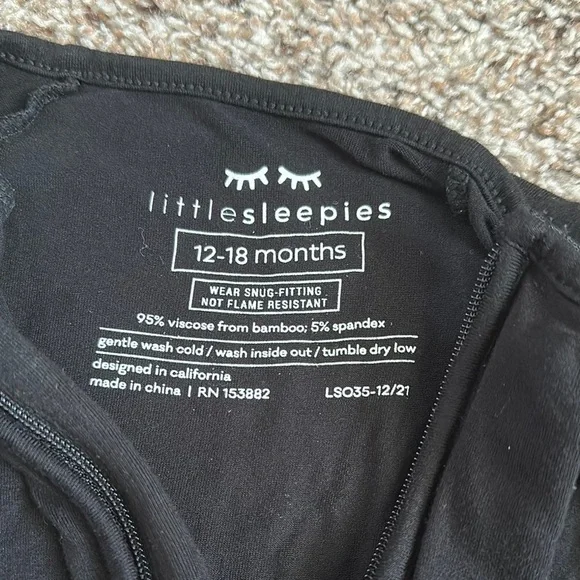 littlesleepies
12-18 months
WEAR SNUG-FITTING
NOT FLAME RESISTANT
95% viscose from bamboo; 5% spandex
gentle wash cold / wash inside out / tumble dry low
designed in california
made in china | RN 153882 LSO35-12/21